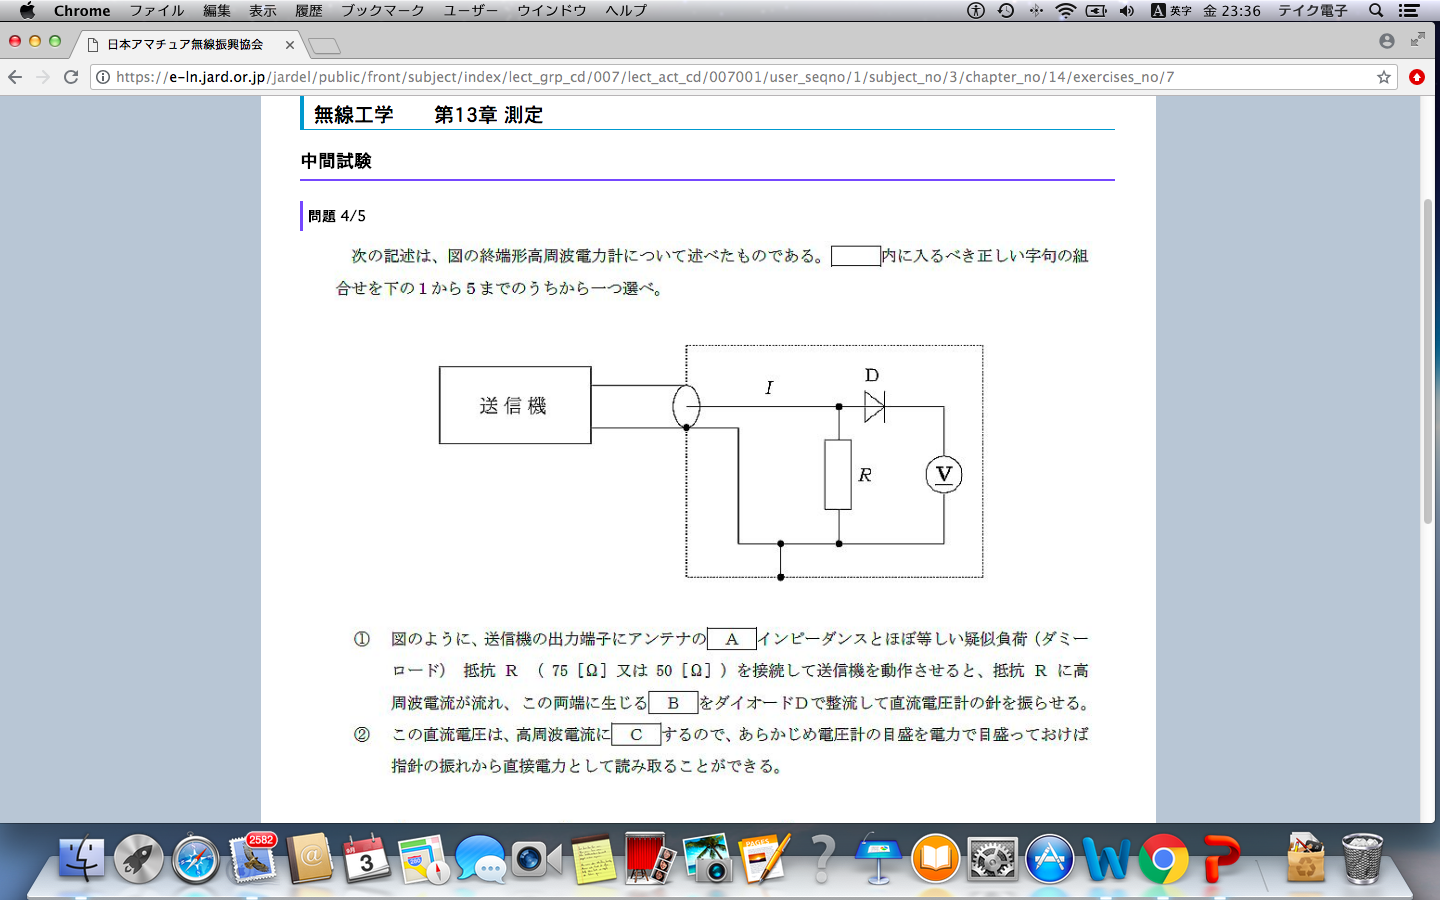 Chrome ファイル 編集 表示 履歴 ブックマーク ユーザー ウインドウ ヘルプ A 英字 金 23:36 テイク電子
日本アマチュア無線振興協会
https://e-ln.jard.or.jp/jardel/public/front/subject/index/lect_grp_cd/007/lect_act_cd/007001/user_seqno/1/subject_no/3/chapter_no/14/exercises_no/7
無線工学 第13章 測定
中間試験
問題 4/5
次の記述は、図の終端形高周波電力計について述べたものである。 内に入るべき正しい字句の組
合せを下の1から5までのうちから一つ選べ。
送信機
I
D
R
V
① 図のように、送信機の出力端子にアンテナの A インピーダンスとほぼ等しい疑似負荷(ダミー
ロード) 抵抗 R ( 75[Ω]又は 50[Ω])を接続して送信機を動作させると、抵抗 R に高
周波電流が流れ、この両端に生じる B をダイオードDで整流して直流電圧計の針を振らせる。
② この直流電圧は、高周波電流に C するので、あらかじめ電圧計の目盛を電力で目盛っておけば
指針の振れから直接電力として読み取ることができる。
2582
3
PAGES